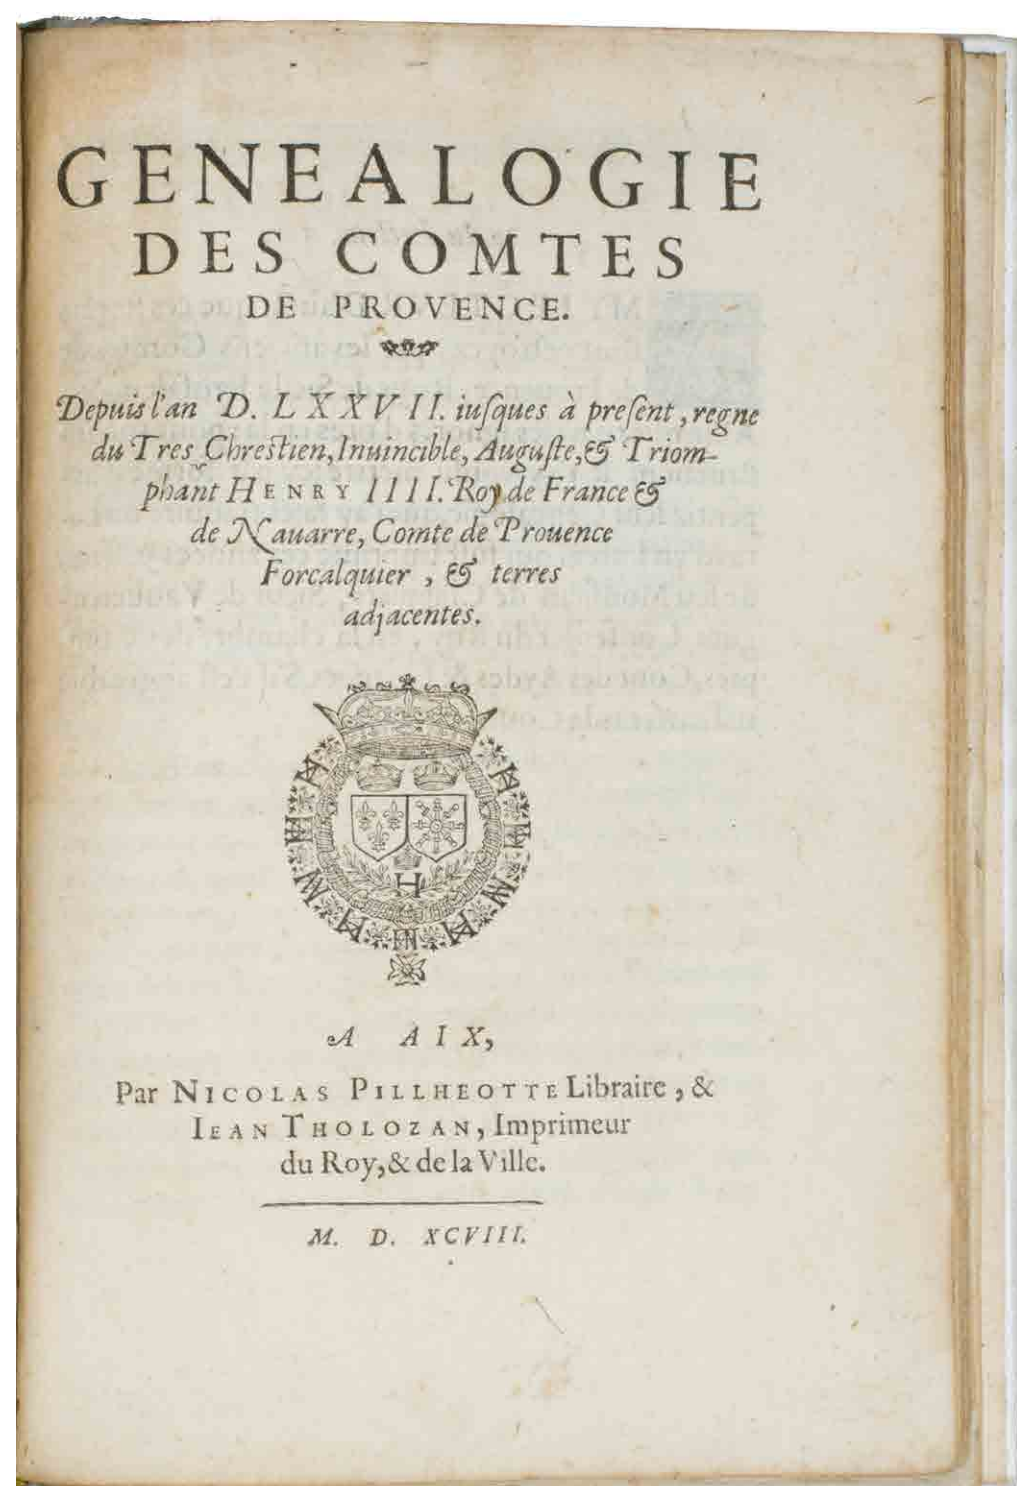 GENEALOGIE
DES COMTES
DE PROVENCE.
Depuis l'an D. LXXVII. iuſques à preſent, regne
du Tres Chreſtien, Inuincible, Auguſte, & Triom-
phant HENRY IIII. Roy de France &
de Nauarre, Comte de Prouence
Forcalquier, & terres
adjacentes.
H
A AIX,
Par NICOLAS PILLHEOTTE Libraire, &
IEAN THOLOZAN, Imprimeur
du Roy, & de la Ville.
M. D. XCVIII.